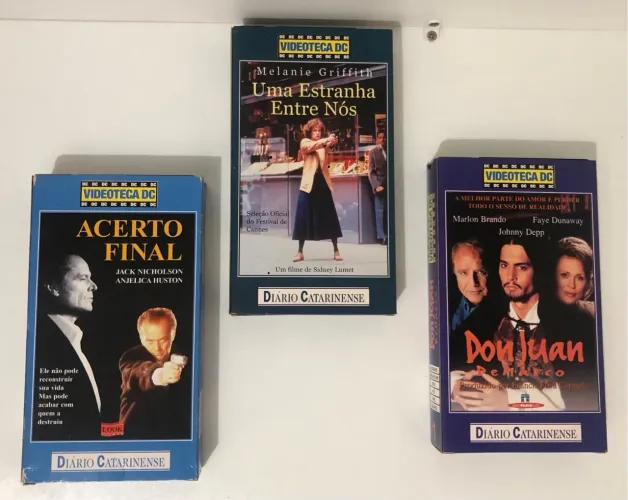 VIDEOTECA DC
Melanie Griffith
Uma Estranha
Entre Nós
Seleção Oficial
do Festival de
Cannes
Um filme de Sidney Lumet
DIÁRIO CATARINENSE
VIDEOTECA DC
ACERTO
FINAL
JACK NICHOLSON
ANJELICA HUSTON
Ele não pode
reconstruir
sua vida
Mas pode
acabar com
quem a
destruiu
LOOK
DIÁRIO CATARINENSE
VIDEOTECA DC
A MELHOR PARTE DO AMOR É PERDER
TODO O SENSO DE REALIDADE
Marlon Brando
Faye Dunaway
Johnny Depp
Don Juan
DeMarco
DIÁRIO CATARINENSE